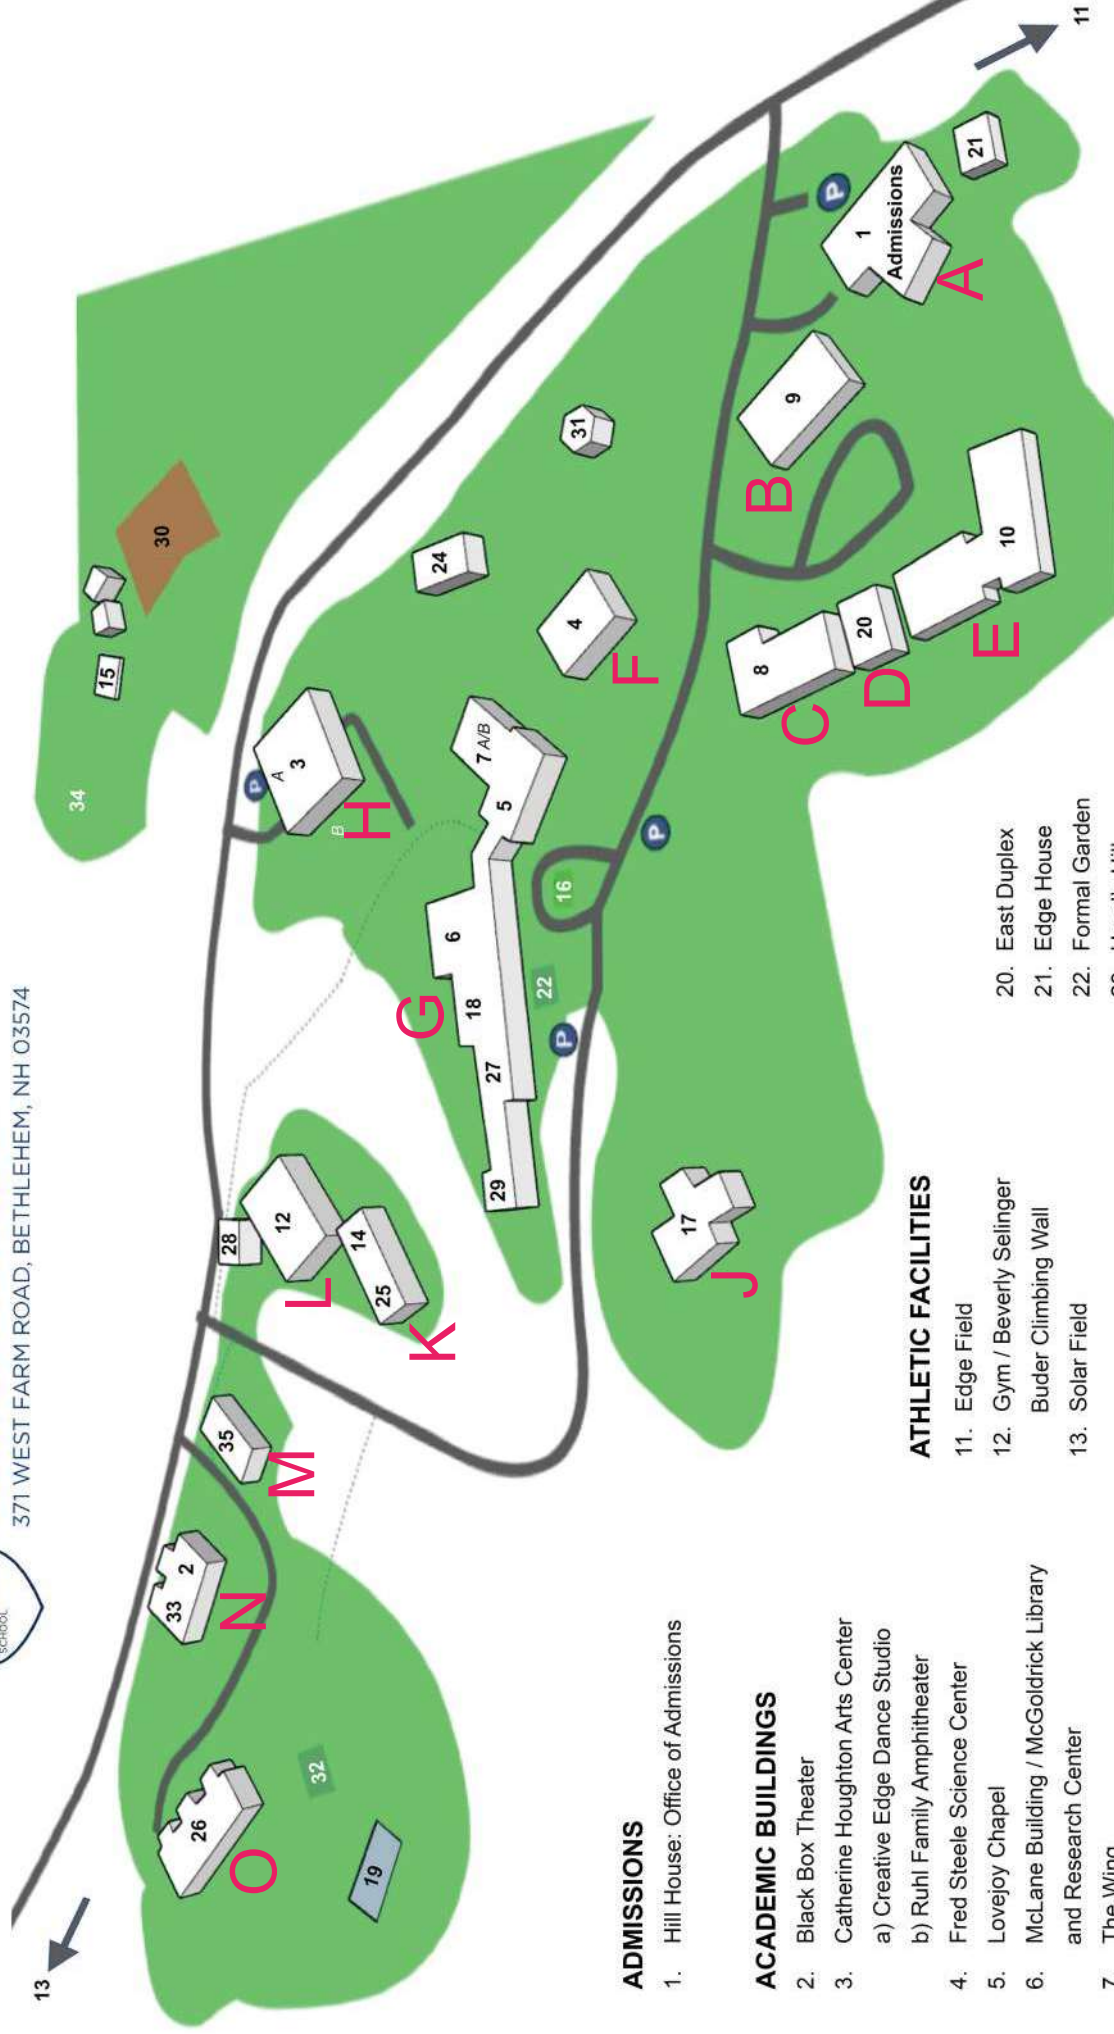 SCHOOL
371 WEST FARM ROAD, BETHLEHEM, NH 03574
13
11
26
O
32
19
33
2
N
35
M
28
12
L
14
25
K
34
15
30
A
3
B
H
P
24
31
4
F
7 A/B
5
6
18
27
29
G
22
16
P
P
17
J
8
C
20
D
10
E
9
B
P
1
Admissions
A
21
ADMISSIONS
1. Hill House: Office of Admissions
ACADEMIC BUILDINGS
2. Black Box Theater
3. Catherine Houghton Arts Center
a) Creative Edge Dance Studio
b) Ruhl Family Amphitheater
4. Fred Steele Science Center
5. Lovejoy Chapel
6. McLane Building / McGoldrick Library
and Research Center
7. The Wing
ATHLETIC FACILITIES
11. Edge Field
12. Gym / Beverly Selinger
Buder Climbing Wall
13. Solar Field
20. East Duplex
21. Edge House
22. Formal Garden